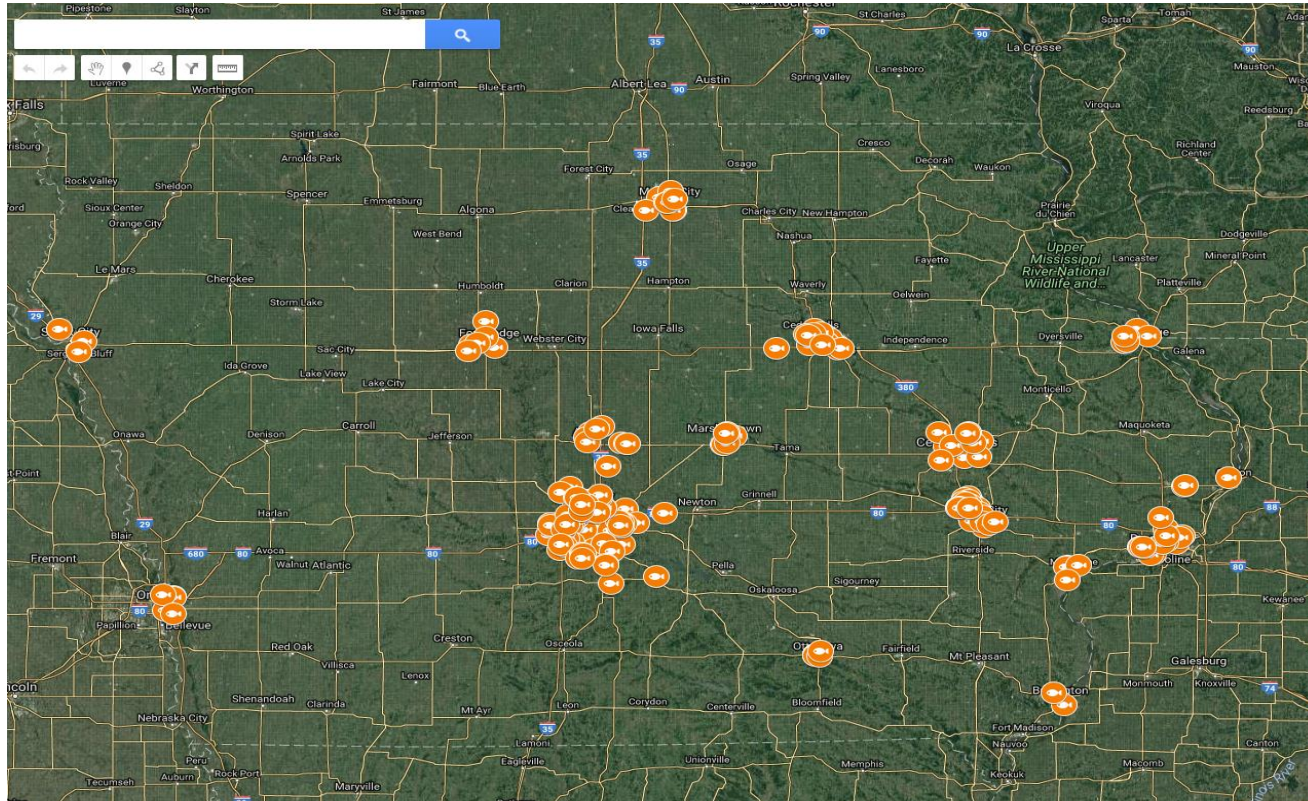 Pipestone
Slayton
St James
Rochester
St Charles
Sparta
Tomah
35
90
90
La Crosse
90
Mauston
Luverne
Worthington
Fairmont
Blue Earth
Albert Lea
Austin
90
Spring Valley
Lanesboro
Viroqua
Reedsburg
Falls
Spirit Lake
Arnolds Park
35
Forest City
Osage
Cresco
Decorah
Waukon
Richland
Center
Rock Valley
Sheldon
Spencer
Emmetsburg
Algona
Sioux Center
Orange City
Charles City
New Hampton
Prairie
du Chien
West Bend
Nashua
Dodgeville
Upper
Mississippi
River National
Wildlife and...
Fayette
Lancaster
Mineral Point
35
Le Mars
Cherokee
Humboldt
Clarion
Hampton
Waverly
Oelwein
Platteville
Storm Lake
29
Iowa Falls
Webster City
Independence
Dyersville
Galena
Sac City
Ida Grove
Lake View
Lake City
380
Monticello
Onawa
Denison
Carroll
Jefferson
Tama
Maquoketa
Harlan
Newton
Grinnell
80
80
88
29
Blair
680
80
Avoca
80
80
Riverside
80
Fremont
Walnut
Atlantic
Pella
Oskaloosa
Sigourney
Kewanee
80
Papillion
Bellevue
Red Oak
Creston
Osceola
Fairfield
Mt Pleasant
Galesburg
Villisca
Lenox
Monmouth
Knoxville
74
Shenandoah
Clarinda
Mt Ayr
Leon
Corydon
Centerville
Bloomfield
Nebraska City
35
Fort Madison
Nauvoo
Lamoni
Canton
Peru
Eagleville
Unionville
Memphis
Macomb
Tecumseh
Auburn
Rock Port
Maryville
Keokuk